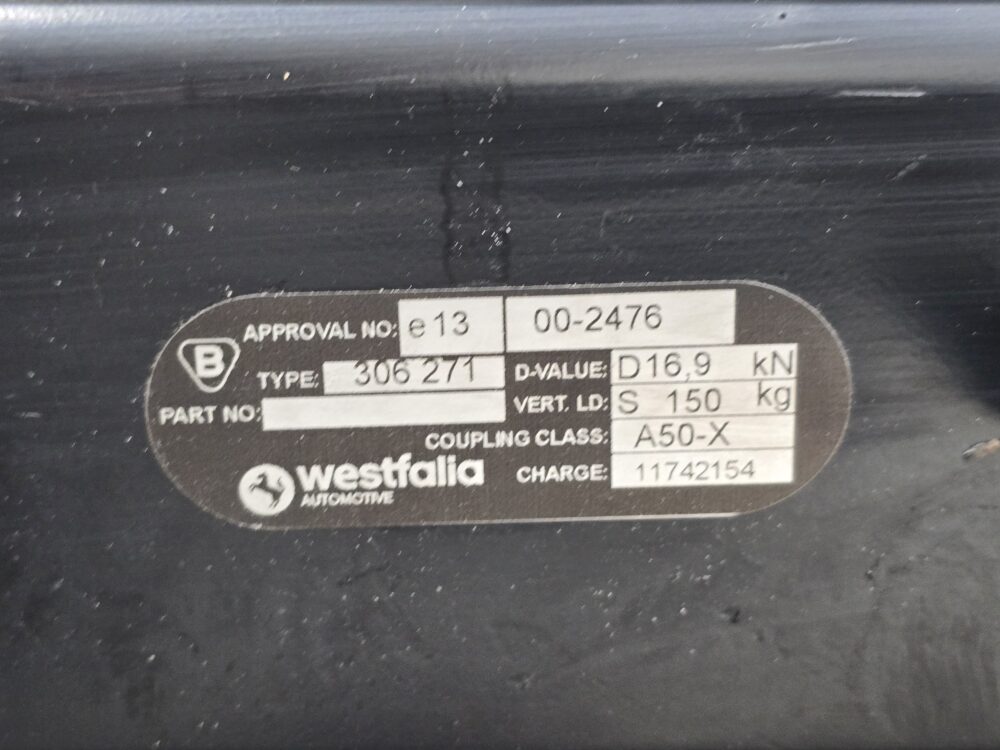 APPROVAL NO: e13 00-2476
B
TYPE: 306 271 D-VALUE: D16,9 kN
PART NO: VERT. LD: S 150 kg
COUPLING CLASS: A50-X
westfalia CHARGE: 11742154
AUTOMOTIVE